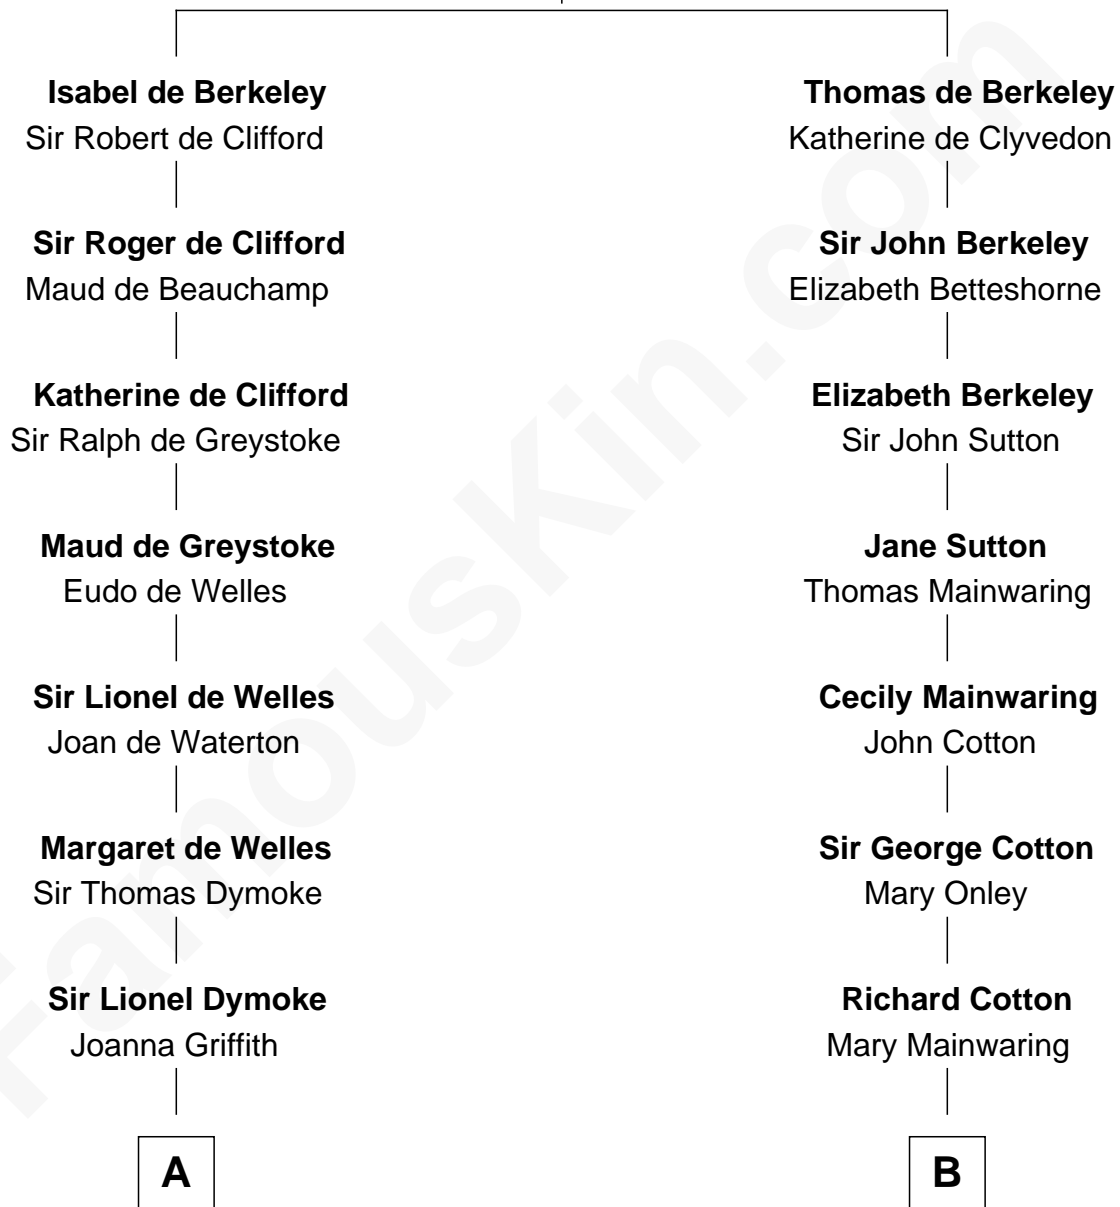 Isabel de Berkeley
Sir Robert de Clifford
Sir Roger de Clifford
Maud de Beauchamp
Katherine de Clifford
Sir Ralph de Greystoke
Maud de Greystoke
Eudo de Welles
Sir Lionel de Welles
Joan de Waterton
Margaret de Welles
Sir Thomas Dymoke
Sir Lionel Dymoke
Joanna Griffith
A
Thomas de Berkeley
Katherine de Clyvedon
Sir John Berkeley
Elizabeth Betteshorne
Elizabeth Berkeley
Sir John Sutton
Jane Sutton
Thomas Mainwaring
Cecily Mainwaring
John Cotton
Sir George Cotton
Mary Onley
Richard Cotton
Mary Mainwaring
B
FamousKin.com